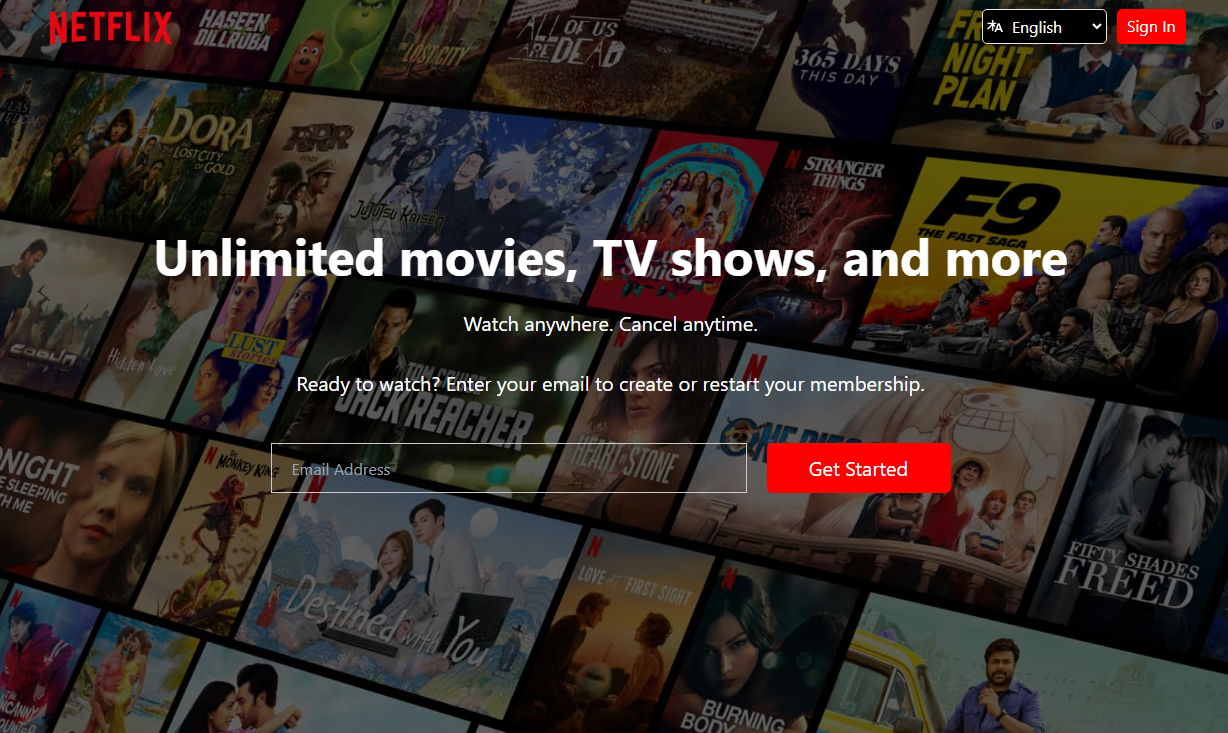 NETFLIX
HASEEN
DILLRUBA
THE
LOST CITY
ALL OF US
ARE DEAD
365 DAYS
THIS DAY
NIGHT
PLAN
English
Sign In
DORA
LOST CITY
OF GOLD
RRR
HINDI
JUJUTSU KAISEN
STRANGER
THINGS
F9
THE FAST SAGA
Unlimited movies, TV shows, and more
Watch anywhere. Cancel anytime.
Hidden Love
LUST
stories
TOM CRUISE
JACK REACHER
Ready to watch? Enter your email to create or restart your membership.
HEART OF STONE
ONE PIECE
Email Address
Get Started
SLEEPING
WITH ME
THE MONKEY KING
Destined with You
LOVE AT FIRST SIGHT
FIFTY SHADES
FREED
BURNING
BODY